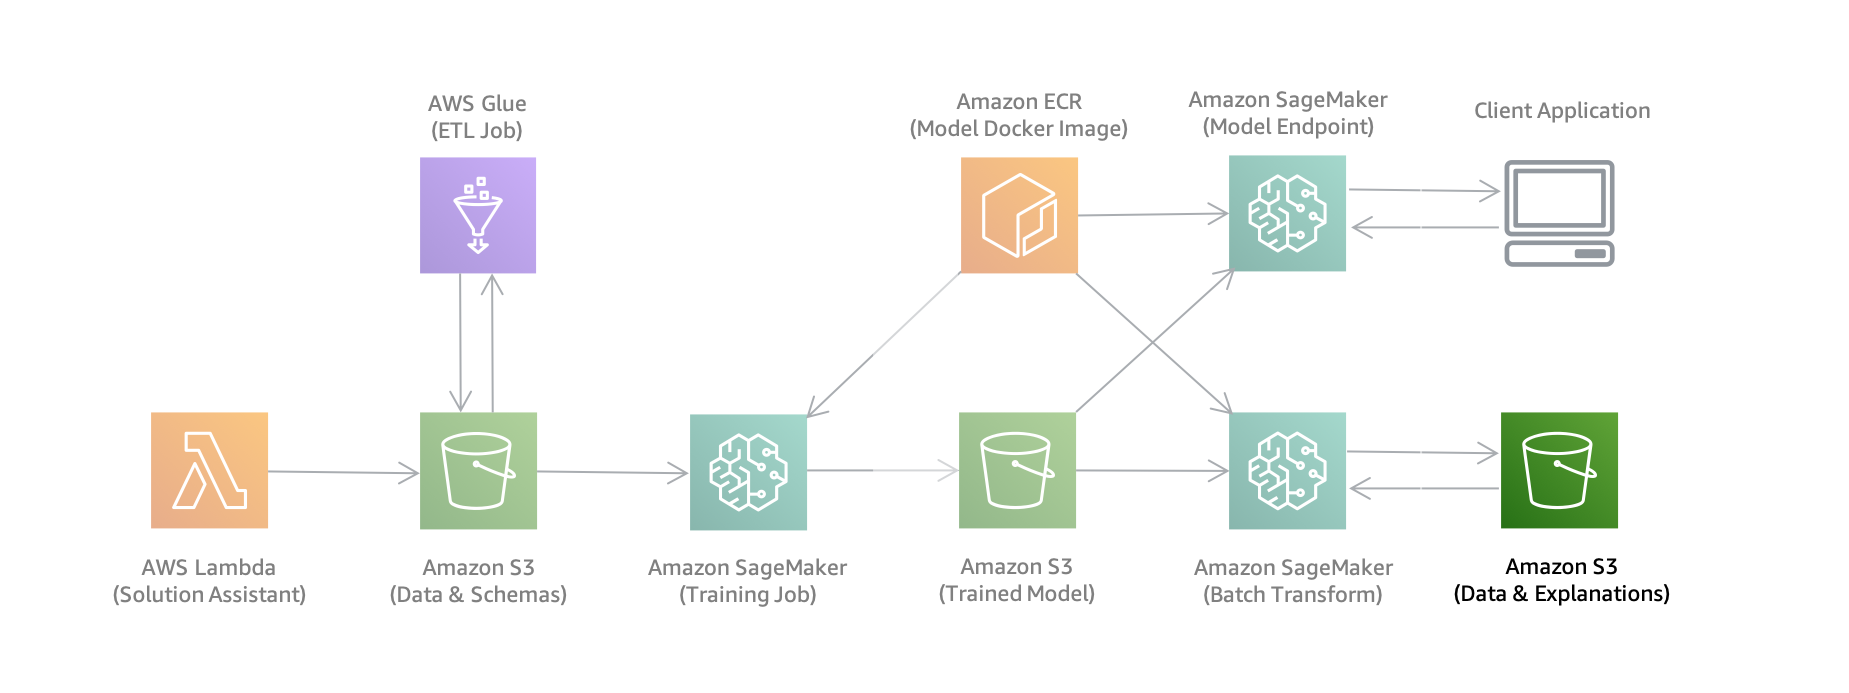 AWS Glue
(ETL Job)
Amazon ECR
(Model Docker Image)
Amazon SageMaker
(Model Endpoint)
Client Application
AWS Lambda
(Solution Assistant)
Amazon S3
(Data & Schemas)
Amazon SageMaker
(Training Job)
Amazon S3
(Trained Model)
Amazon SageMaker
(Batch Transform)
Amazon S3
(Data & Explanations)